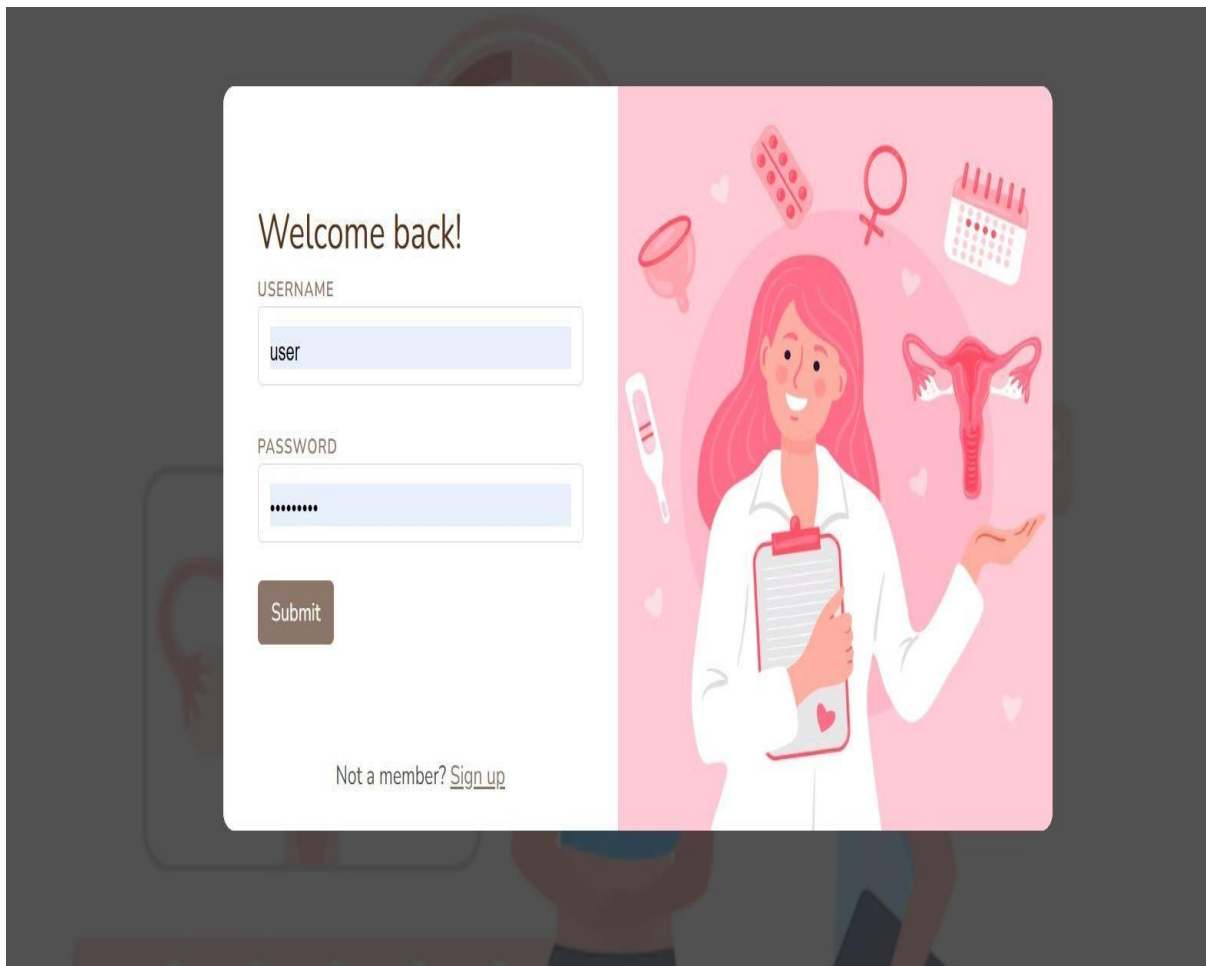 Welcome back!
USERNAME
user
PASSWORD
•••••••••
Submit
Not a member? Sign up